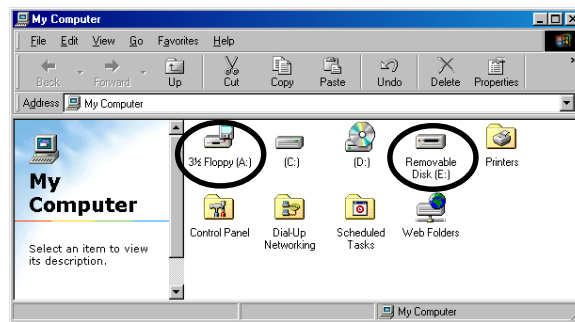 My Computer
File Edit View Go Favorites Help
Back Forward Up Cut Copy Paste Undo Delete Properties
Address My Computer
My
Computer
Select an item to view
its description.
3½ Floppy (A:) (C:) (D:) Removable
Disk (E:) Printers
Control Panel Dial-Up
Networking Scheduled
Tasks Web Folders
My Computer